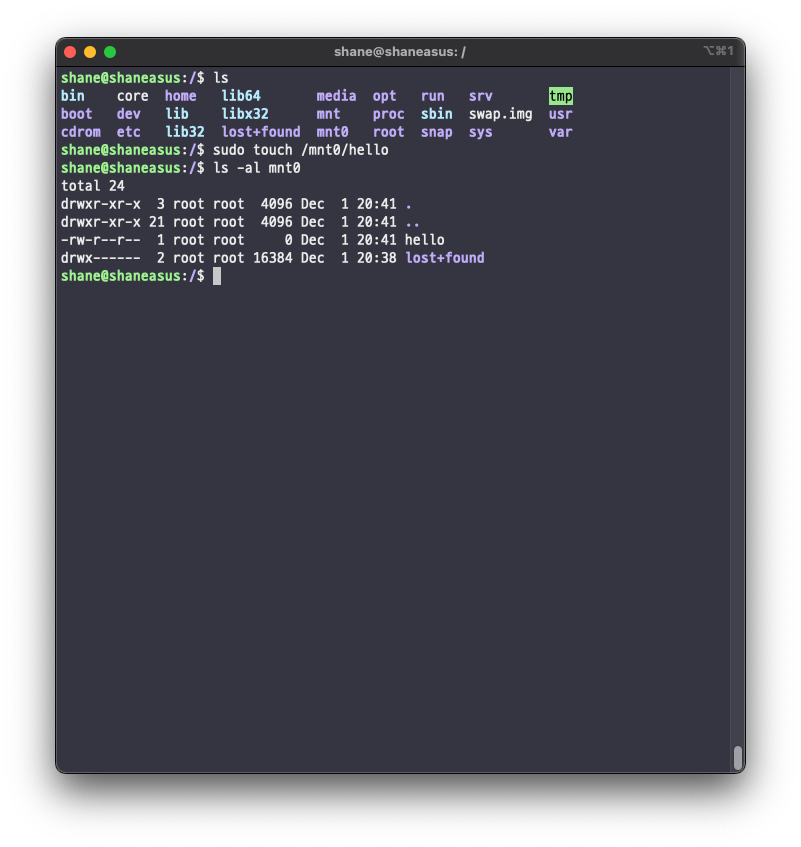 shane@shaneasus: /
⌥⌘1
shane@shaneasus:/$ ls
bin    core  home   lib64      media  opt   run   srv       tmp
boot   dev   lib    libx32     mnt    proc  sbin  swap.img  usr
cdrom  etc   lib32  lost+found  mnt0   root  snap  sys       var
shane@shaneasus:/$ sudo touch /mnt0/hello
shane@shaneasus:/$ ls -al mnt0
total 24
drwxr-xr-x  3 root root  4096 Dec  1 20:41 .
drwxr-xr-x 21 root root  4096 Dec  1 20:41 ..
-rw-r--r--  1 root root     0 Dec  1 20:41 hello
drwx------  2 root root 16384 Dec  1 20:38 lost+found
shane@shaneasus:/$